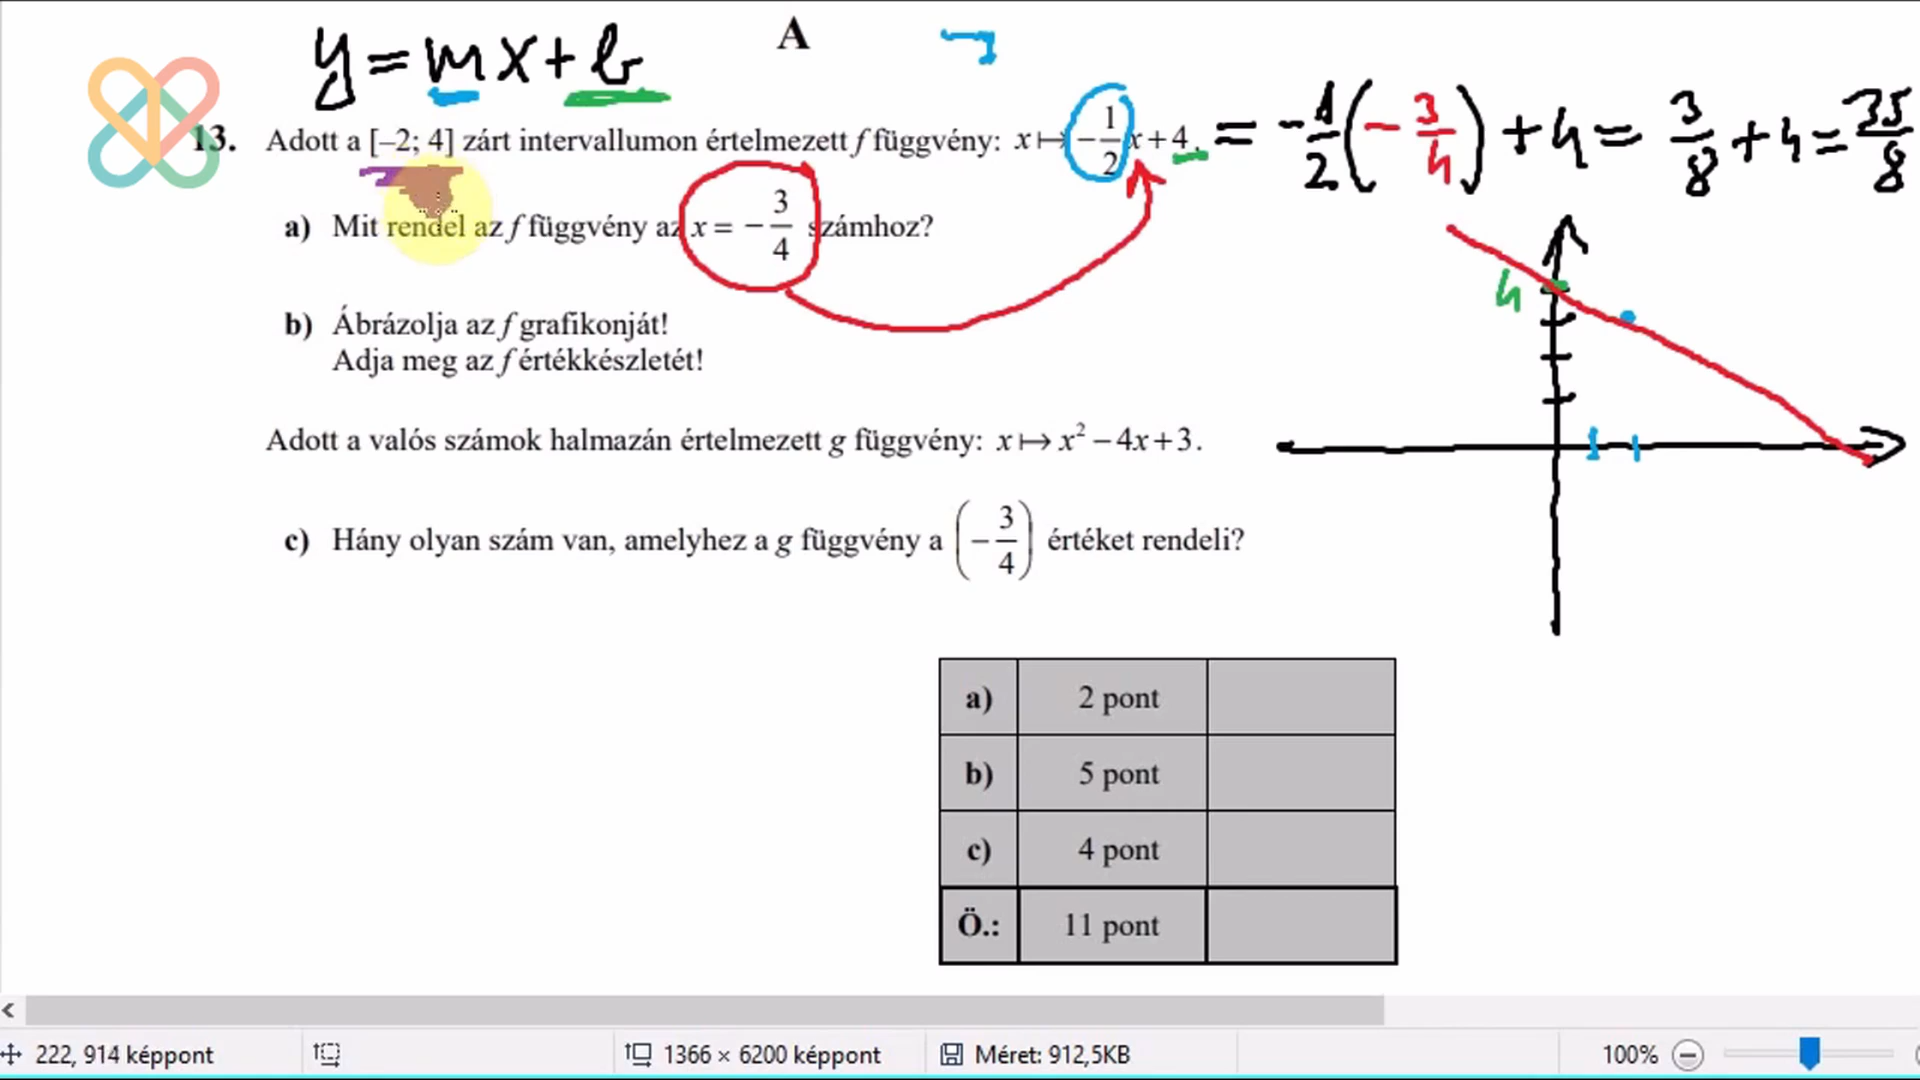 y = mx + b
A
13. Adott a [–2; 4] zárt intervallumon értelmezett f függvény: x ↦ −1/2 x + 4. = −1/2 (−3/4) + 4 = 3/8 + 4 = 35/8
a) Mit rendel az f függvény az x = −3/4 számhoz?
4
b) Ábrázolja az f grafikonját!
Adja meg az f értékkészletét!
Adott a valós számok halmazán értelmezett g függvény: x ↦ x² − 4x + 3.
1
c) Hány olyan szám van, amelyhez a g függvény a (−3/4) értéket rendeli?
a) 2 pont
b) 5 pont
c) 4 pont
Ö.: 11 pont
222, 914 képpont 1366 × 6200 képpont Méret: 912,5KB 100%